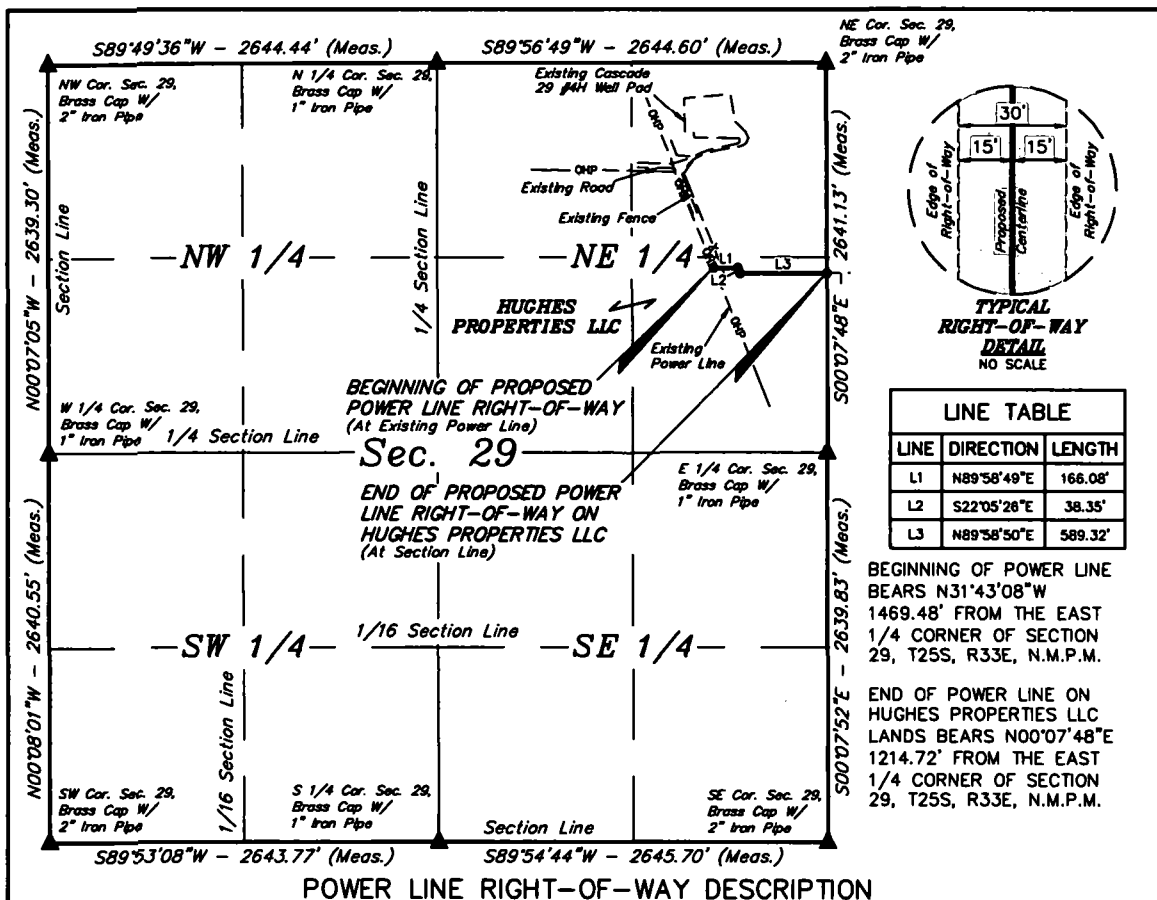 S89°49'36"W - 2644.44' (Meas.)
S89°56'49"W - 2644.60' (Meas.)
NE Cor. Sec. 29,
Brass Cap W/
2" Iron Pipe
NW Cor. Sec. 29,
Brass Cap W/
2" Iron Pipe
N 1/4 Cor. Sec. 29,
Brass Cap W/
1" Iron Pipe
Existing Cascade
29 #4H Well Pad
OHP
OHP
Existing Road
Existing Fence
N00°07'05"W - 2639.30' (Meas.)
Section Line
1/4 Section Line
NW 1/4
NE 1/4
L1
L2
L3
S00°07'48"E - 2641.13' (Meas.)
HUGHES
PROPERTIES LLC
OHP
Existing
Power Line
BEGINNING OF PROPOSED
POWER LINE RIGHT-OF-WAY
(At Existing Power Line)
W 1/4 Cor. Sec. 29,
Brass Cap W/
1" Iron Pipe
1/4 Section Line
Sec. 29
E 1/4 Cor. Sec. 29,
Brass Cap W/
1" Iron Pipe
END OF PROPOSED POWER
LINE RIGHT-OF-WAY ON
HUGHES PROPERTIES LLC
(At Section Line)
N00°08'01"W - 2640.55' (Meas.)
S00°07'52"E - 2639.83' (Meas.)
1/16 Section Line
SW 1/4
SE 1/4
1/16 Section Line
SW Cor. Sec. 29,
Brass Cap W/
2" Iron Pipe
S 1/4 Cor. Sec. 29,
Brass Cap W/
1" Iron Pipe
SE Cor. Sec. 29,
Brass Cap W/
2" Iron Pipe
Section Line
S89°53'08"W - 2643.77' (Meas.)
S89°54'44"W - 2645.70' (Meas.)
30'
15'
15'
Edge of
Right-of-Way
Proposed
Centerline
Edge of
Right-of-Way
TYPICAL
RIGHT-OF-WAY
DETAIL
NO SCALE
LINE TABLE
LINE DIRECTION LENGTH
L1 N89°58'49"E 166.08'
L2 S22°05'26"E 38.35'
L3 N89°58'50"E 589.32'
BEGINNING OF POWER LINE
BEARS N31°43'08"W
1469.48' FROM THE EAST
1/4 CORNER OF SECTION
29, T25S, R33E, N.M.P.M.
END OF POWER LINE ON
HUGHES PROPERTIES LLC
LANDS BEARS N00°07'48"E
1214.72' FROM THE EAST
1/4 CORNER OF SECTION
29, T25S, R33E, N.M.P.M.
POWER LINE RIGHT-OF-WAY DESCRIPTION